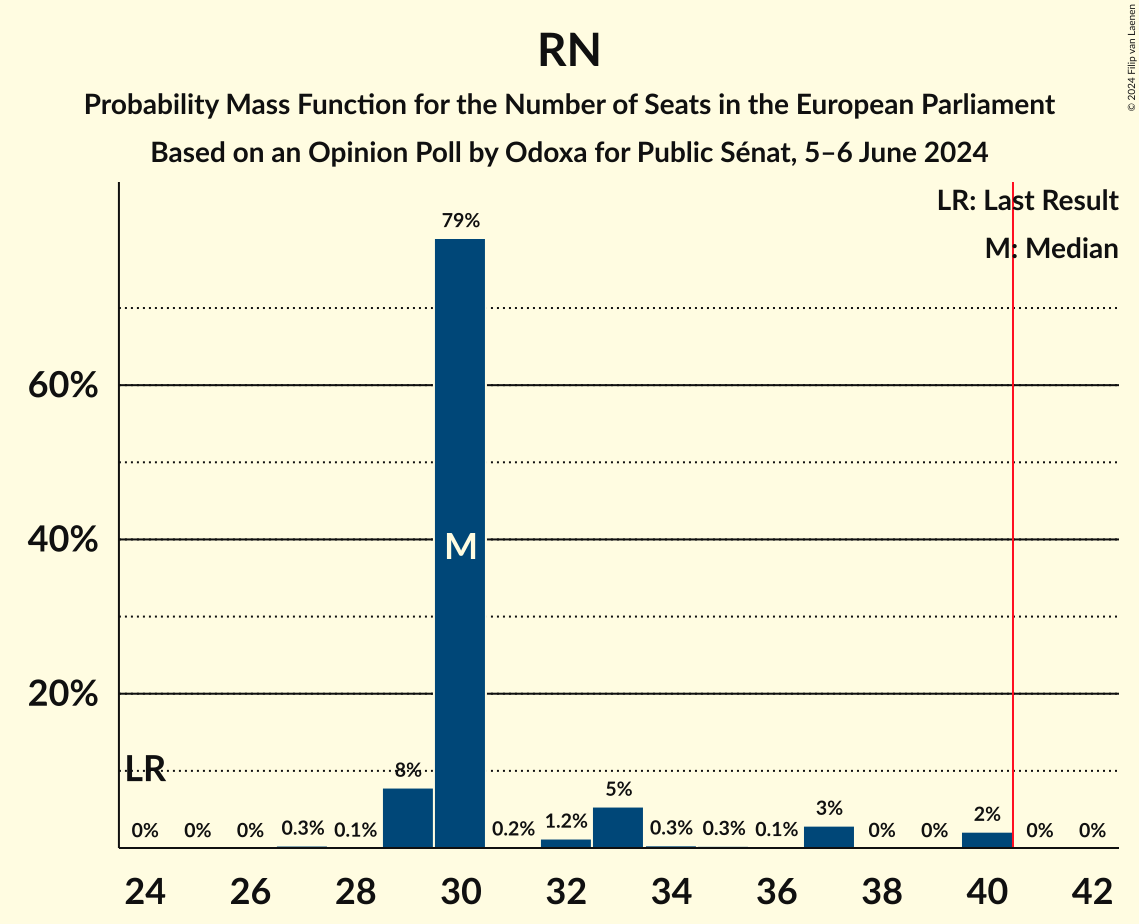 RN
Probability Mass Function for the Number of Seats in the European Parliament
Based on an Opinion Poll by Odoxa for Public Sénat, 5–6 June 2024
© 2024 Filip van Laenen
LR: Last Result
M: Median
79%
60%
40%
M
20%
LR
8%
5%
3%
2%
0% 0% 0% 0.3% 0.1% 0.2% 1.2% 0.3% 0.3% 0.1% 0% 0% 0% 0%
24 26 28 30 32 34 36 38 40 42